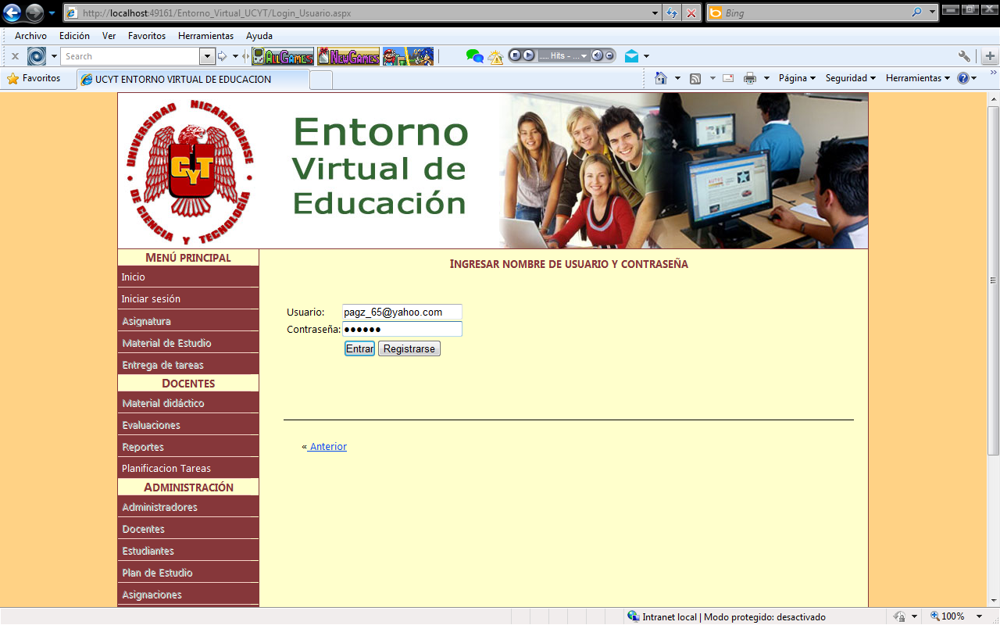 http://localhost:49161/Entorno_Virtual_UCYT/Login_Usuario.aspx
Bing
Archivo Edición Ver Favoritos Herramientas Ayuda
Search
ALLGAMES
NEWGAMES
..... Hits - ...
Favoritos
UCYT ENTORNO VIRTUAL DE EDUCACION
Página
Seguridad
Herramientas
UNIVERSIDAD NICARAGÜENSE
DE CIENCIA Y TECNOLOGÍA
CYT
Entorno
Virtual de
Educación
MENÚ PRINCIPAL
Inicio
Iniciar sesión
Asignatura
Material de Estudio
Entrega de tareas
DOCENTES
Material didáctico
Evaluaciones
Reportes
Planificacion Tareas
ADMINISTRACIÓN
Administradores
Docentes
Estudiantes
Plan de Estudio
Asignaciones
INGRESAR NOMBRE DE USUARIO Y CONTRASEÑA
Usuario: pagz_65@yahoo.com
Contraseña: ●●●●●●
Entrar Registrarse
« Anterior
Intranet local | Modo protegido: desactivado
100%